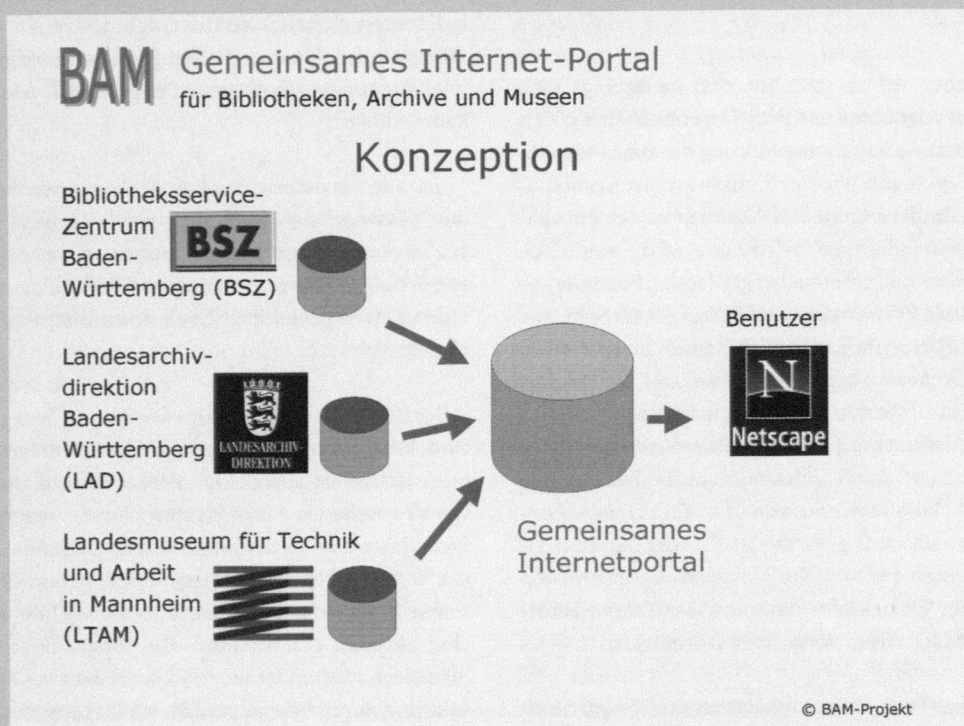 BAM Gemeinsames Internet-Portal
für Bibliotheken, Archive und Museen
Konzeption
Bibliotheksservice-
Zentrum
Baden-
Württemberg (BSZ)
BSZ
Landesarchiv-
direktion
Baden-
Württemberg
(LAD)
LANDESARCHIV-
DIREKTION
Landesmuseum für Technik
und Arbeit
in Mannheim
(LTAM)
Gemeinsames
Internetportal
Benutzer
N
Netscape
© BAM-Projekt